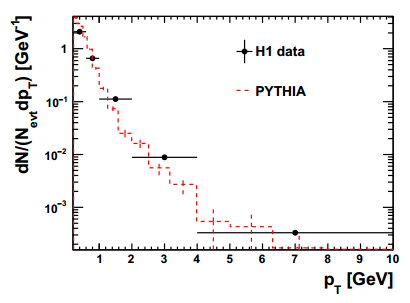 dN/(N_evt dp_T) [GeV^-1]
H1 data
PYTHIA
1
10^-1
10^-2
10^-3
1 2 3 4 5 6 7 8 9 10
p_T [GeV]